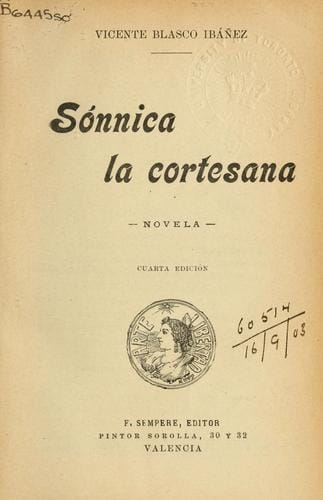 B6445so
VICENTE BLASCO IBÁÑEZ
Sónnica
la cortesana
— NOVELA —
CUARTA EDICIÓN
ARTE
LIBERTAD
60514
16/9/03
F. SEMPERE, EDITOR
PINTOR SOROLLA, 30 Y 32
VALENCIA